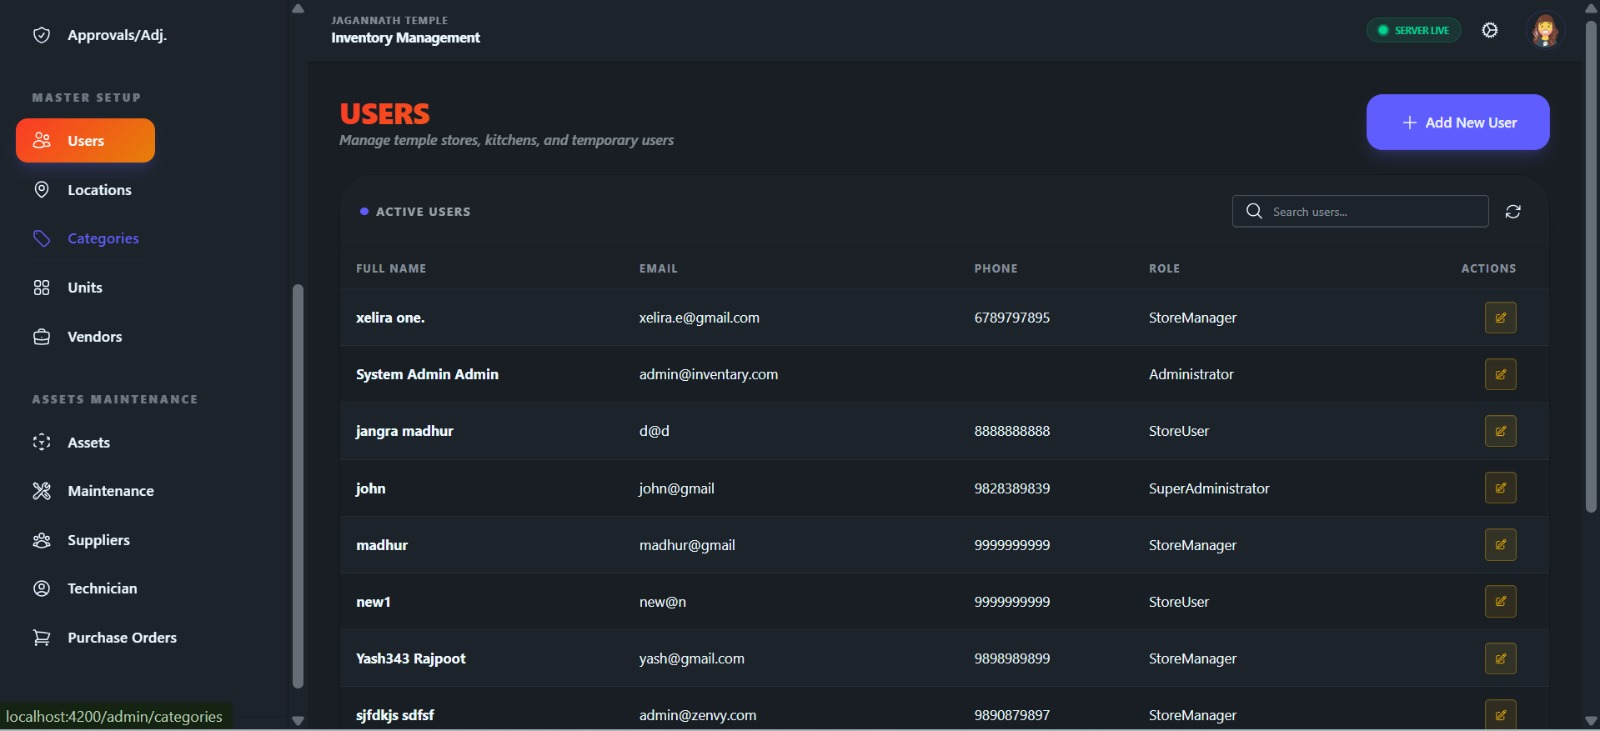 Approvals/Adj.
MASTER SETUP
Users
Locations
Categories
Units
Vendors
ASSETS MAINTENANCE
Assets
Maintenance
Suppliers
Technician
Purchase Orders
localhost:4200/admin/categories
JAGANNATH TEMPLE
Inventory Management
SERVER LIVE
USERS
Manage temple stores, kitchens, and temporary users
Add New User
ACTIVE USERS
Search users...
FULL NAME EMAIL PHONE ROLE ACTIONS
xelira one. xelira.e@gmail.com 6789797895 StoreManager
System Admin Admin admin@inventary.com Administrator
jangra madhur d@d 8888888888 StoreUser
john john@gmail 9828389839 SuperAdministrator
madhur madhur@gmail 9999999999 StoreManager
new1 new@n 9999999999 StoreUser
Yash343 Rajpoot yash@gmail.com 9898989899 StoreManager
sjfdkjs sdfsf admin@zenvy.com 9890879897 StoreManager